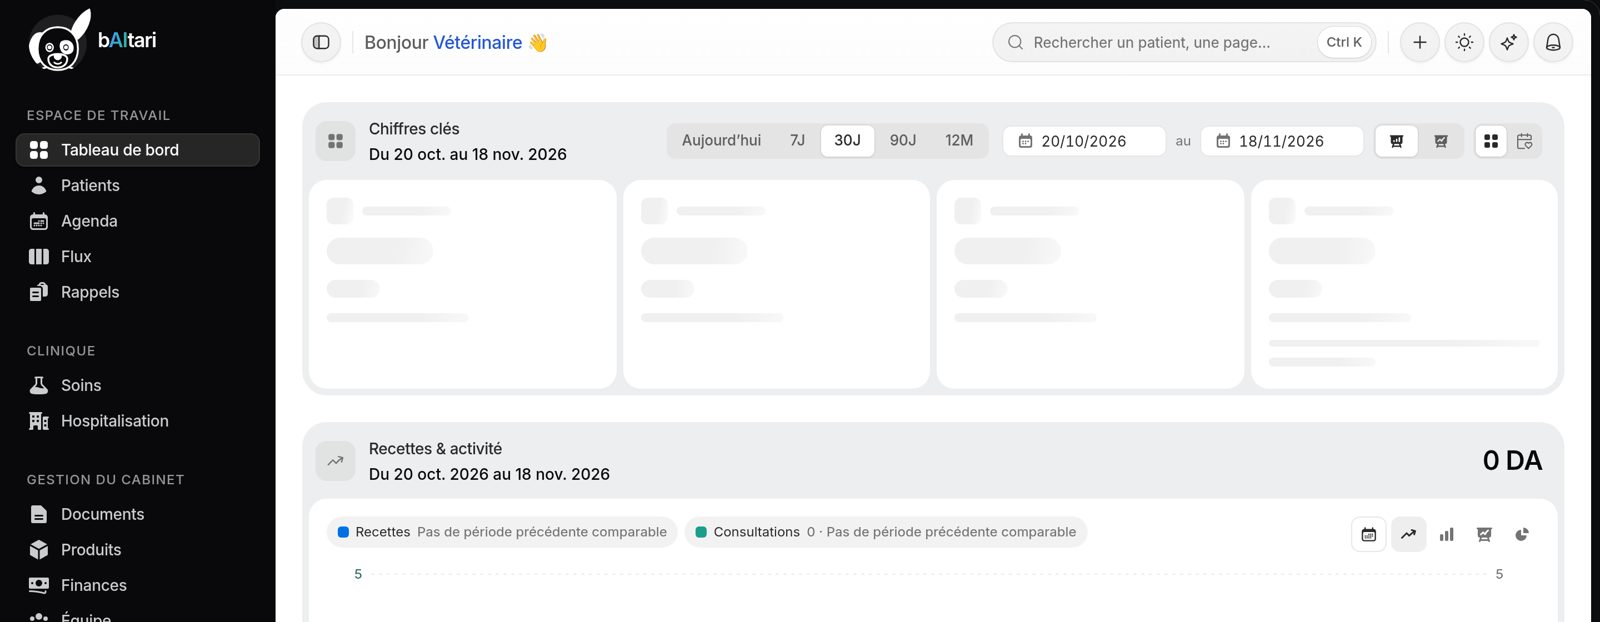 bAItari
Bonjour Vétérinaire 👋
Rechercher un patient, une page...
Ctrl K
ESPACE DE TRAVAIL
Tableau de bord
Patients
Agenda
Flux
Rappels
CLINIQUE
Soins
Hospitalisation
GESTION DU CABINET
Documents
Produits
Finances
Équipe
Chiffres clés
Du 20 oct. au 18 nov. 2026
Aujourd’hui 7J 30J 90J 12M
20/10/2026 au 18/11/2026
Recettes & activité
Du 20 oct. 2026 au 18 nov. 2026
0 DA
Recettes Pas de période précédente comparable
Consultations 0 · Pas de période précédente comparable
5 5